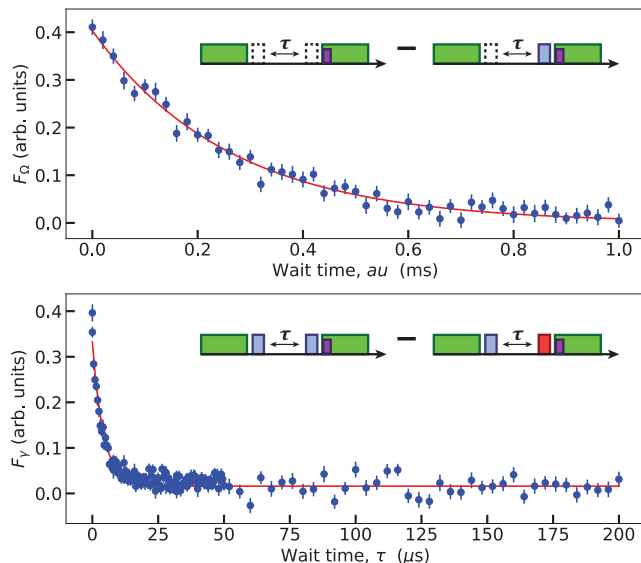 0.4
0.3
0.2
0.1
0.0
F_Ω (arb. units)
τ
τ
0.0 0.2 0.4 0.6 0.8 1.0
Wait time, au (ms)
0.4
0.3
0.2
0.1
0.0
F_γ (arb. units)
τ
τ
0 25 50 75 100 125 150 175 200
Wait time, τ (μs)